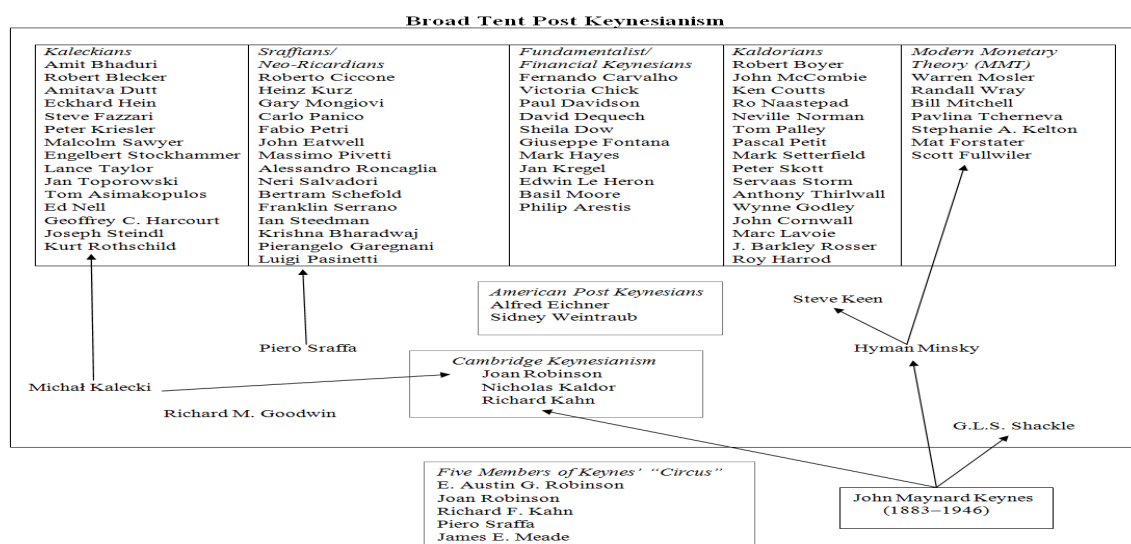 Broad Tent Post Keynesianism
Kaleckians
Amit Bhaduri
Robert Blecker
Amitava Dutt
Eckhard Hein
Steve Fazzari
Peter Kriesler
Malcolm Sawyer
Engelbert Stockhammer
Lance Taylor
Jan Toporowski
Tom Asimakopulos
Ed Nell
Geoffrey C. Harcourt
Joseph Steindl
Kurt Rothschild
Sraffians/
Neo-Ricardians
Roberto Ciccone
Heinz Kurz
Gary Mongiovi
Carlo Panico
Fabio Petri
John Eatwell
Massimo Pivetti
Alessandro Roncaglia
Neri Salvadori
Bertram Schefold
Franklin Serrano
Ian Steedman
Krishna Bharadwaj
Pierangelo Garegnani
Luigi Pasinetti
Fundamentalist/
Financial Keynesians
Fernando Carvalho
Victoria Chick
Paul Davidson
David Dequech
Sheila Dow
Giuseppe Fontana
Mark Hayes
Jan Kregel
Edwin Le Heron
Basil Moore
Philip Arestis
Kaldorians
Robert Boyer
John McCombie
Ken Coutts
Ro Naastepad
Neville Norman
Tom Palley
Pascal Petit
Mark Setterfield
Peter Skott
Servaas Storm
Anthony Thirlwall
Wynne Godley
John Cornwall
Marc Lavoie
J. Barkley Rosser
Roy Harrod
Modern Monetary
Theory (MMT)
Warren Mosler
Randall Wray
Bill Mitchell
Pavlina Tcherneva
Stephanie A. Kelton
Mat Forstater
Scott Fullwiler
American Post Keynesians
Alfred Eichner
Sidney Weintraub
Steve Keen
Piero Sraffa
Hyman Minsky
Cambridge Keynesianism
Joan Robinson
Nicholas Kaldor
Richard Kahn
Michał Kalecki
Richard M. Goodwin
G.L.S. Shackle
Five Members of Keynes’ “Circus”
E. Austin G. Robinson
Joan Robinson
Richard F. Kahn
Piero Sraffa
James E. Meade
John Maynard Keynes
(1883–1946)